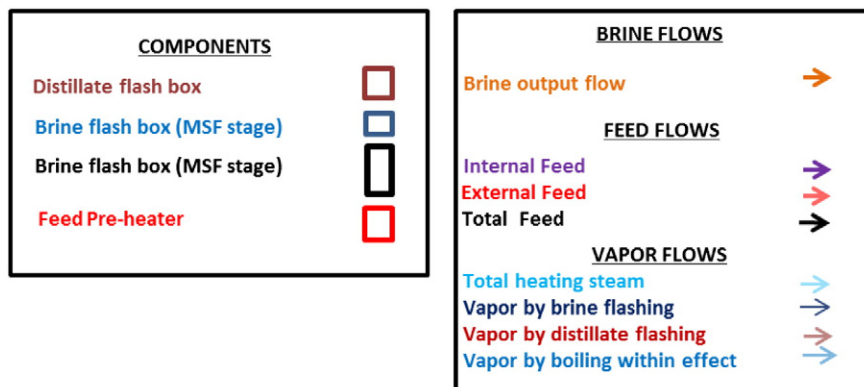 COMPONENTS
Distillate flash box
Brine flash box (MSF stage)
Brine flash box (MSF stage)
Feed Pre-heater
BRINE FLOWS
Brine output flow
FEED FLOWS
Internal Feed
External Feed
Total Feed
VAPOR FLOWS
Total heating steam
Vapor by brine flashing
Vapor by distillate flashing
Vapor by boiling within effect